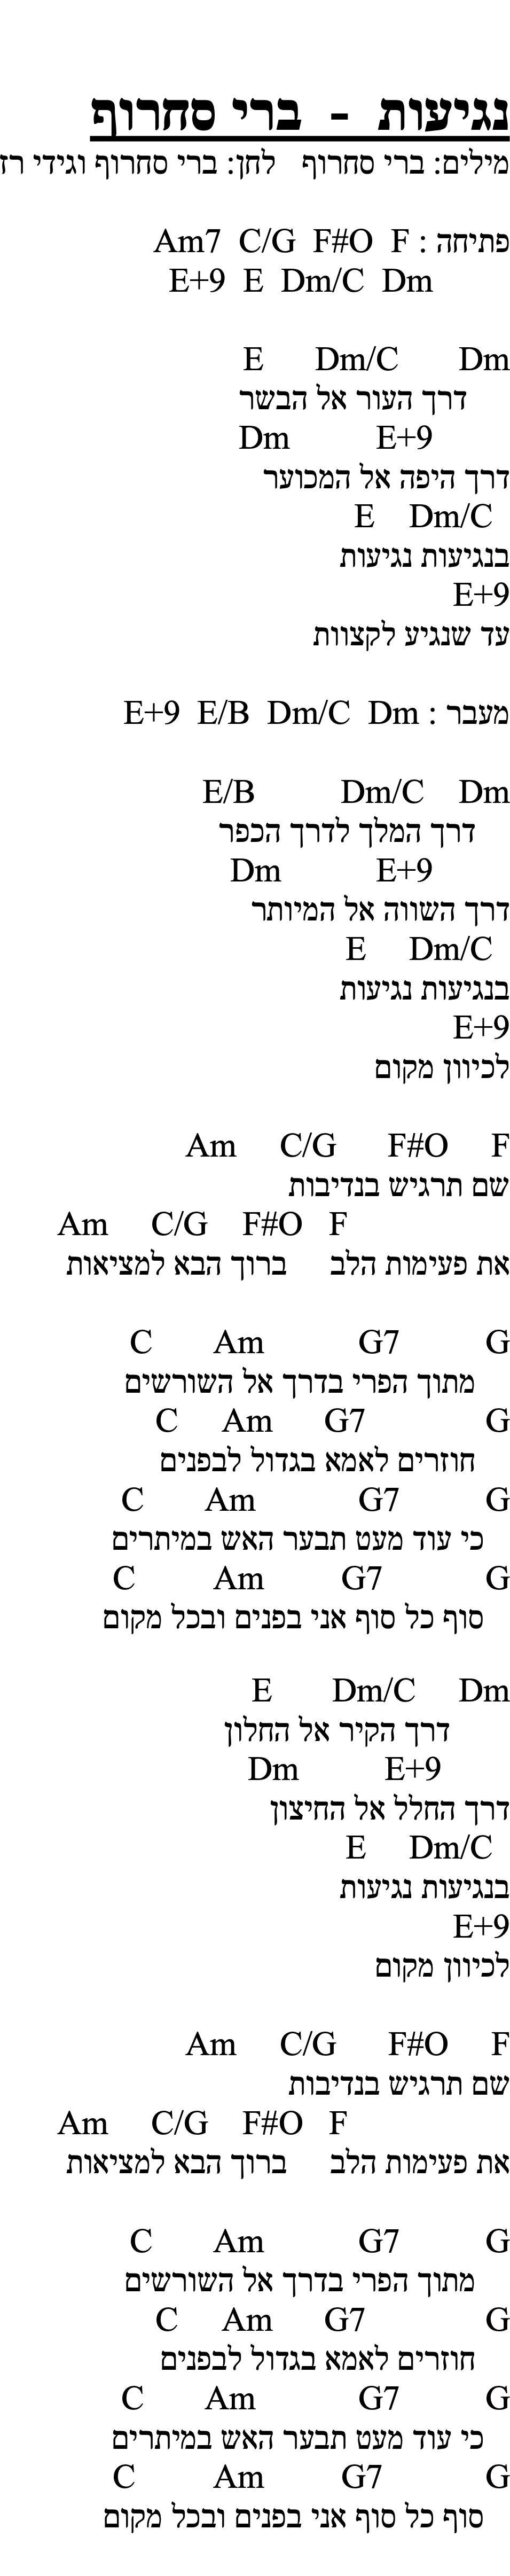 נגיעות - ברי סחרוף
מילים: ברי סחרוף לחן: ברי סחרוף וגידי רז
פתיחה : Am7 C/G F#O F
E+9 E Dm/C Dm
E Dm/C Dm
דרך העור אל הבשר
Dm E+9
דרך היפה אל המכוער
E Dm/C
בנגיעות נגיעות
E+9
עד שנגיע לקצוות
מעבר : E+9 E/B Dm/C Dm
E/B Dm/C Dm
דרך המלך לדרך הכפר
Dm E+9
דרך השווה אל המיותר
E Dm/C
בנגיעות נגיעות
E+9
לכיוון מקום
Am C/G F#O F
שם תרגיש בנדיבות
Am C/G F#O F
את פעימות הלב ברוך הבא למציאות
C Am G7 G
מתוך הפרי בדרך אל השורשים
C Am G7 G
חוזרים לאמא בגדול לבפנים
C Am G7 G
כי עוד מעט תבער האש במיתרים
C Am G7 G
סוף כל סוף אני בפנים ובכל מקום
E Dm/C Dm
דרך הקיר אל החלון
Dm E+9
דרך החלל אל החיצון
E Dm/C
בנגיעות נגיעות
E+9
לכיוון מקום
Am C/G F#O F
שם תרגיש בנדיבות
Am C/G F#O F
את פעימות הלב ברוך הבא למציאות
C Am G7 G
מתוך הפרי בדרך אל השורשים
C Am G7 G
חוזרים לאמא בגדול לבפנים
C Am G7 G
כי עוד מעט תבער האש במיתרים
C Am G7 G
סוף כל סוף אני בפנים ובכל מקום